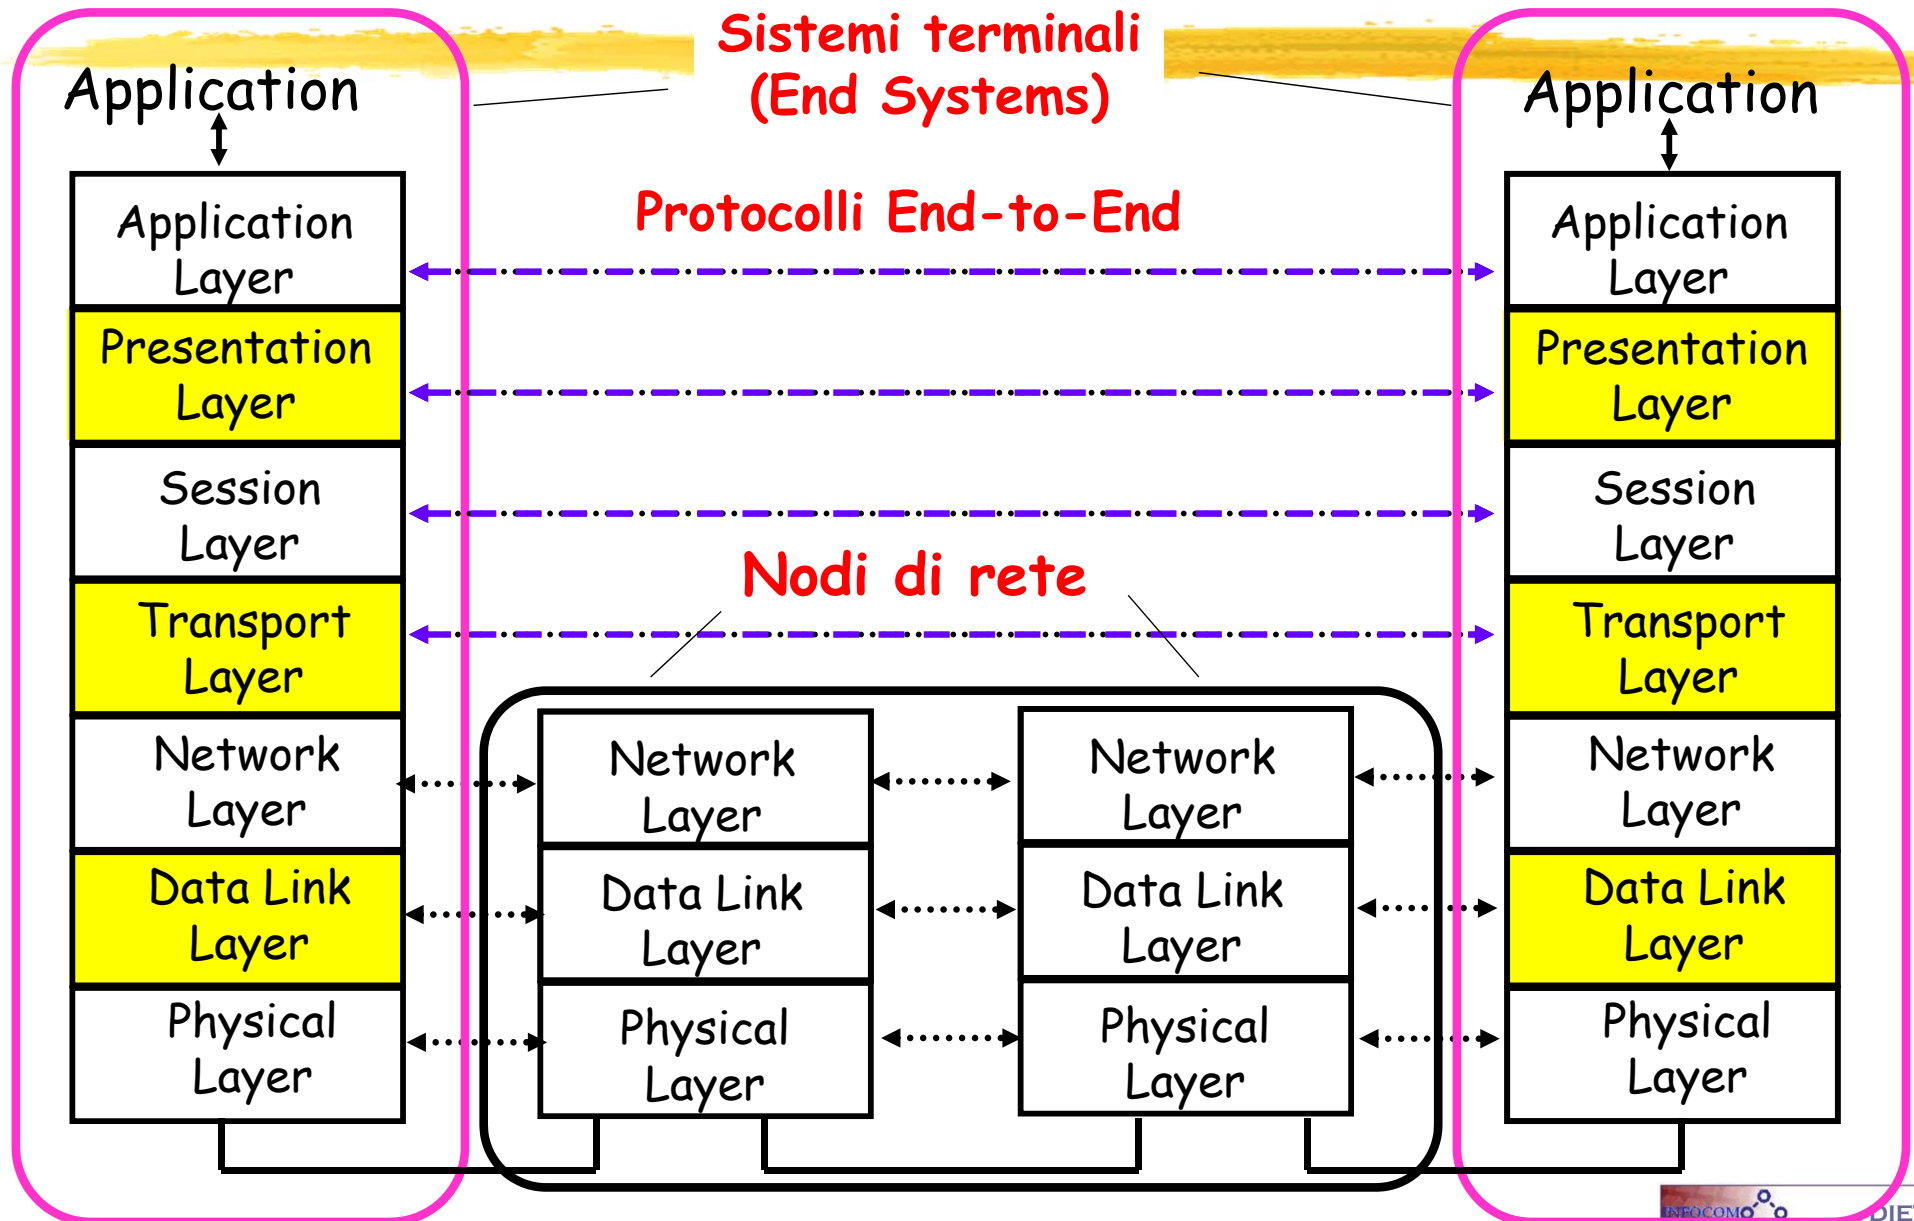 Sistemi terminali
(End Systems)
Application
Application
Protocolli End-to-End
Application
Layer
Presentation
Layer
Session
Layer
Transport
Layer
Network
Layer
Data Link
Layer
Physical
Layer
Nodi di rete
Network
Layer
Data Link
Layer
Physical
Layer
Network
Layer
Data Link
Layer
Physical
Layer
Application
Layer
Presentation
Layer
Session
Layer
Transport
Layer
Network
Layer
Data Link
Layer
Physical
Layer
INFOCOM
DIE